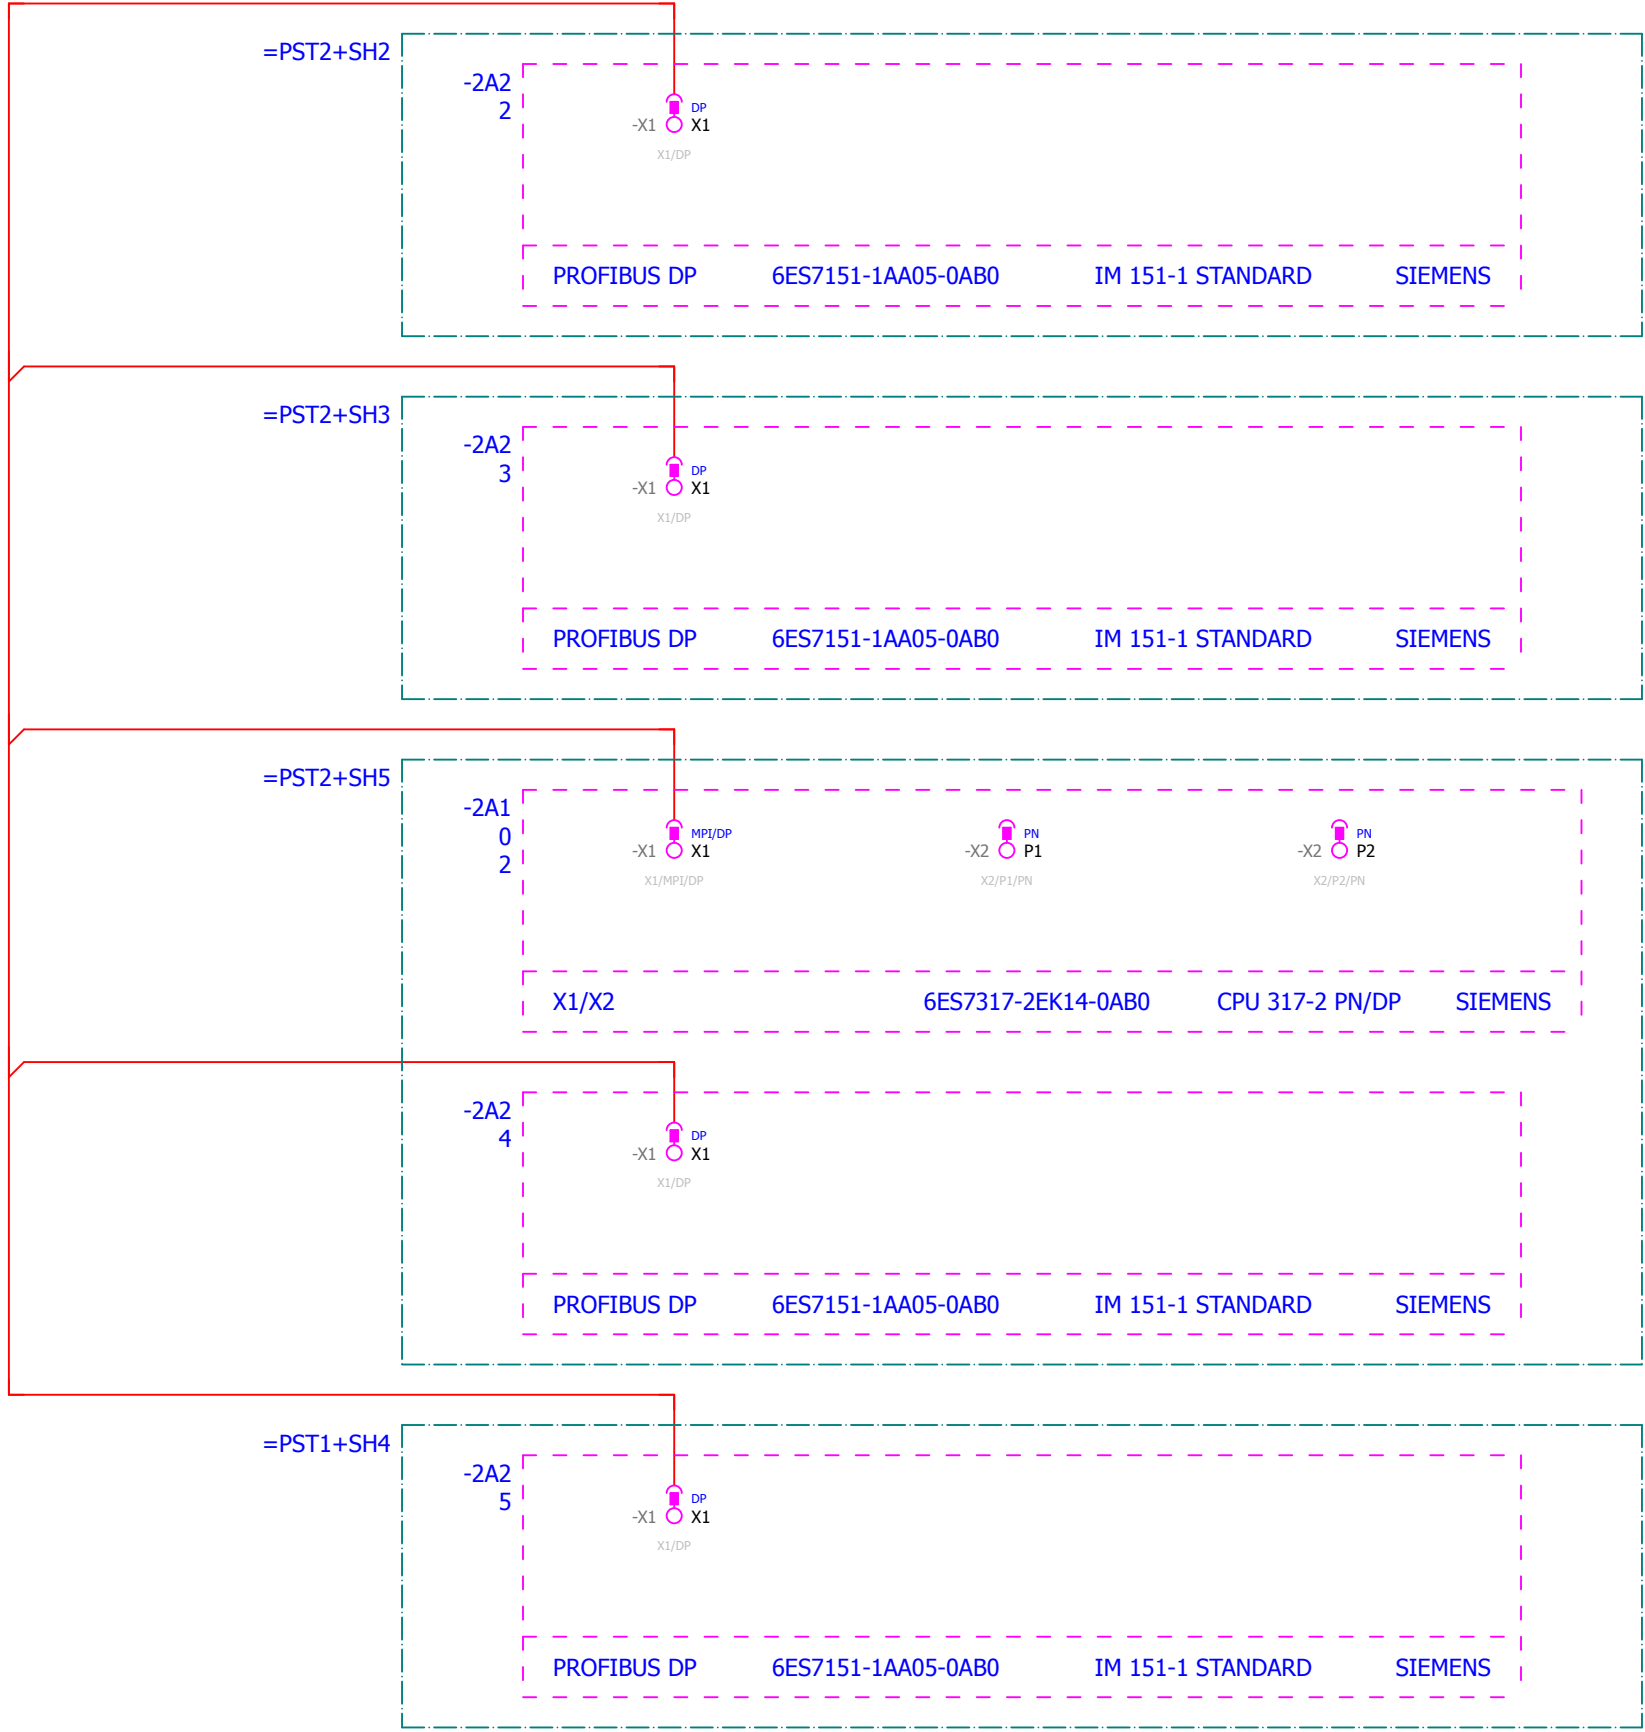 =PST2+SH2
-2A2
2
DP
-X1 X1
X1/DP
PROFIBUS DP 6ES7151-1AA05-0AB0 IM 151-1 STANDARD SIEMENS
=PST2+SH3
-2A2
3
DP
-X1 X1
X1/DP
PROFIBUS DP 6ES7151-1AA05-0AB0 IM 151-1 STANDARD SIEMENS
=PST2+SH5
-2A1
0
2
MPI/DP PN PN
-X1 X1 -X2 P1 -X2 P2
X1/MPI/DP X2/P1/PN X2/P2/PN
X1/X2 6ES7317-2EK14-0AB0 CPU 317-2 PN/DP SIEMENS
-2A2
4
DP
-X1 X1
X1/DP
PROFIBUS DP 6ES7151-1AA05-0AB0 IM 151-1 STANDARD SIEMENS
=PST1+SH4
-2A2
5
DP
-X1 X1
X1/DP
PROFIBUS DP 6ES7151-1AA05-0AB0 IM 151-1 STANDARD SIEMENS